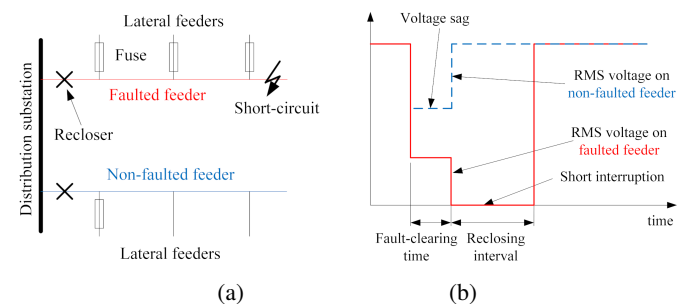 Lateral feeders
Fuse
Faulted feeder
Short-circuit
Recloser
Distribution substation
Non-faulted feeder
Lateral feeders
(a)
Voltage sag
RMS voltage on
non-faulted feeder
RMS voltage on
faulted feeder
Short interruption
time
Fault-clearing
time
Reclosing
interval
(b)